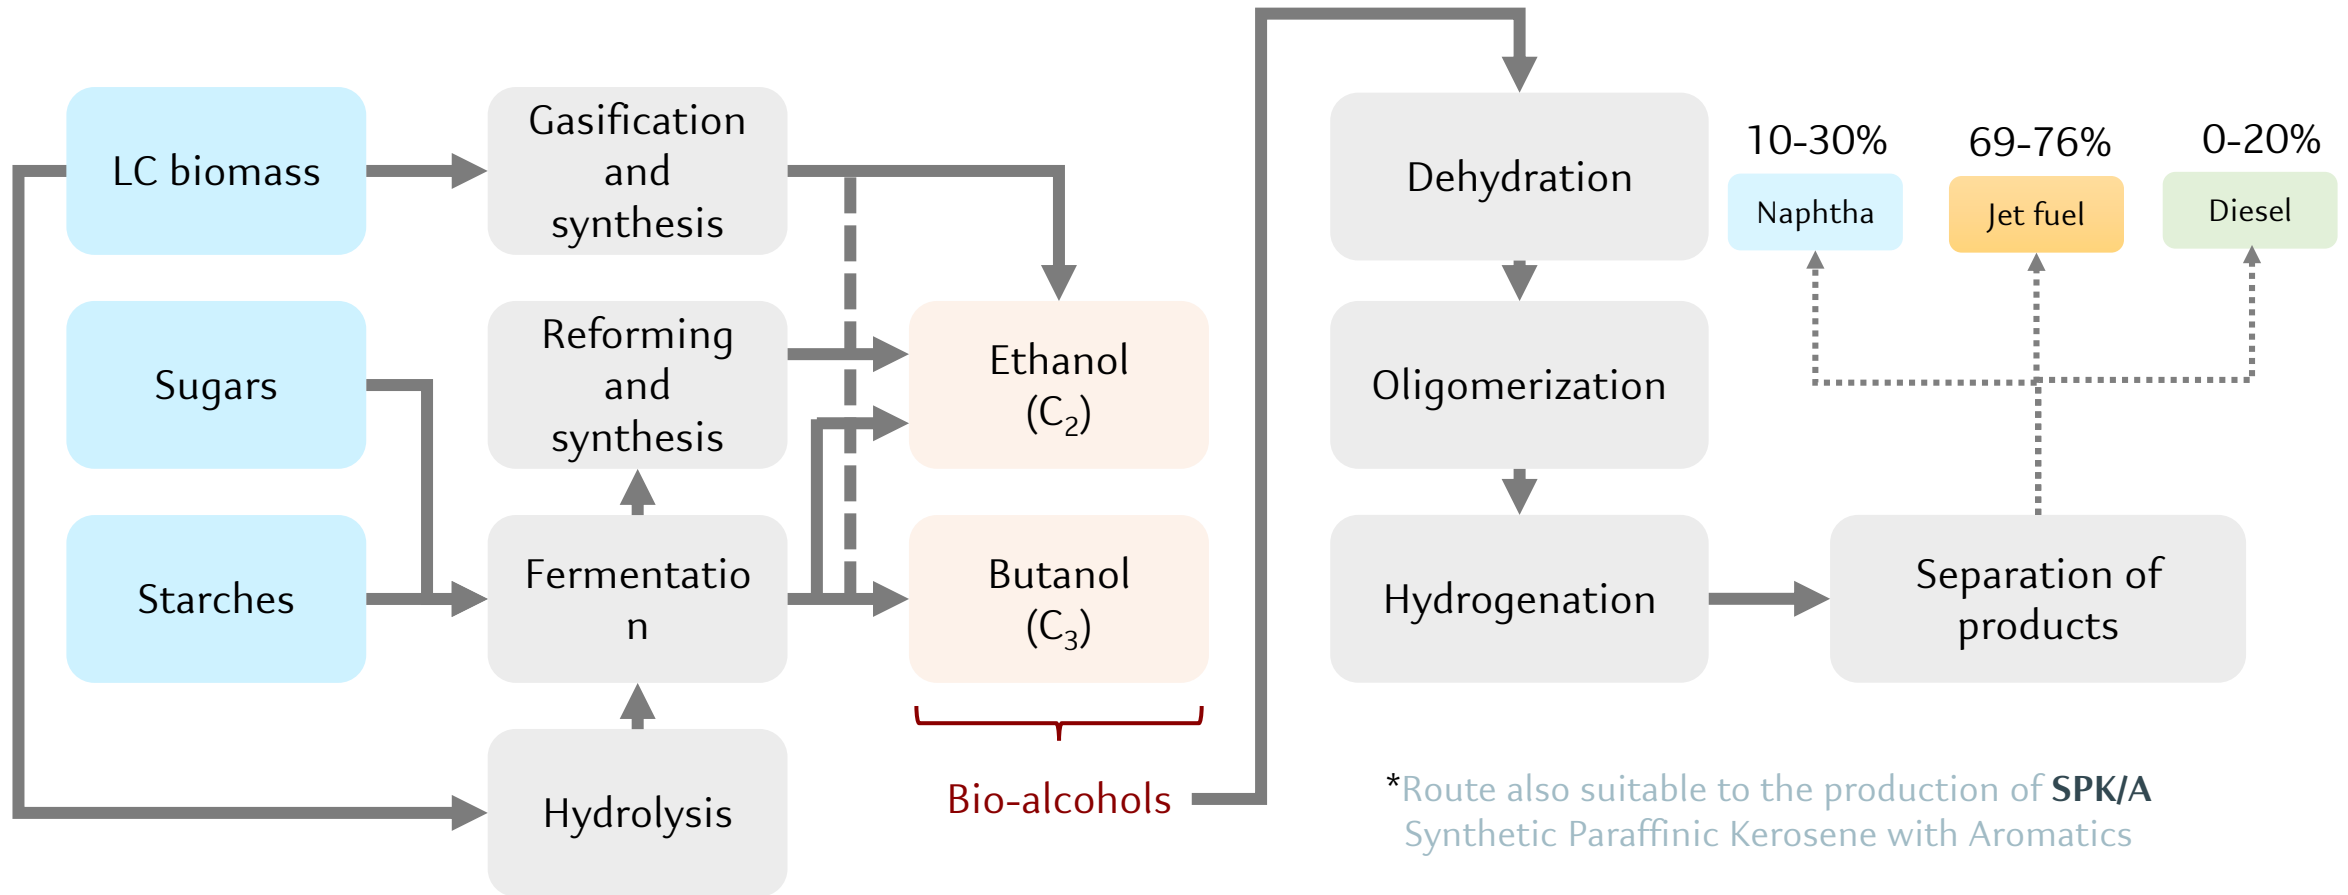 LC biomass
Sugars
Starches
Gasification
and
synthesis
Reforming
and
synthesis
Fermentatio
n
Hydrolysis
Ethanol
(C₂)
Butanol
(C₃)
Bio-alcohols
Dehydration
Oligomerization
Hydrogenation
Separation of
products
10-30%
Naphtha
69-76%
Jet fuel
0-20%
Diesel
*Route also suitable to the production of SPK/A
Synthetic Paraffinic Kerosene with Aromatics